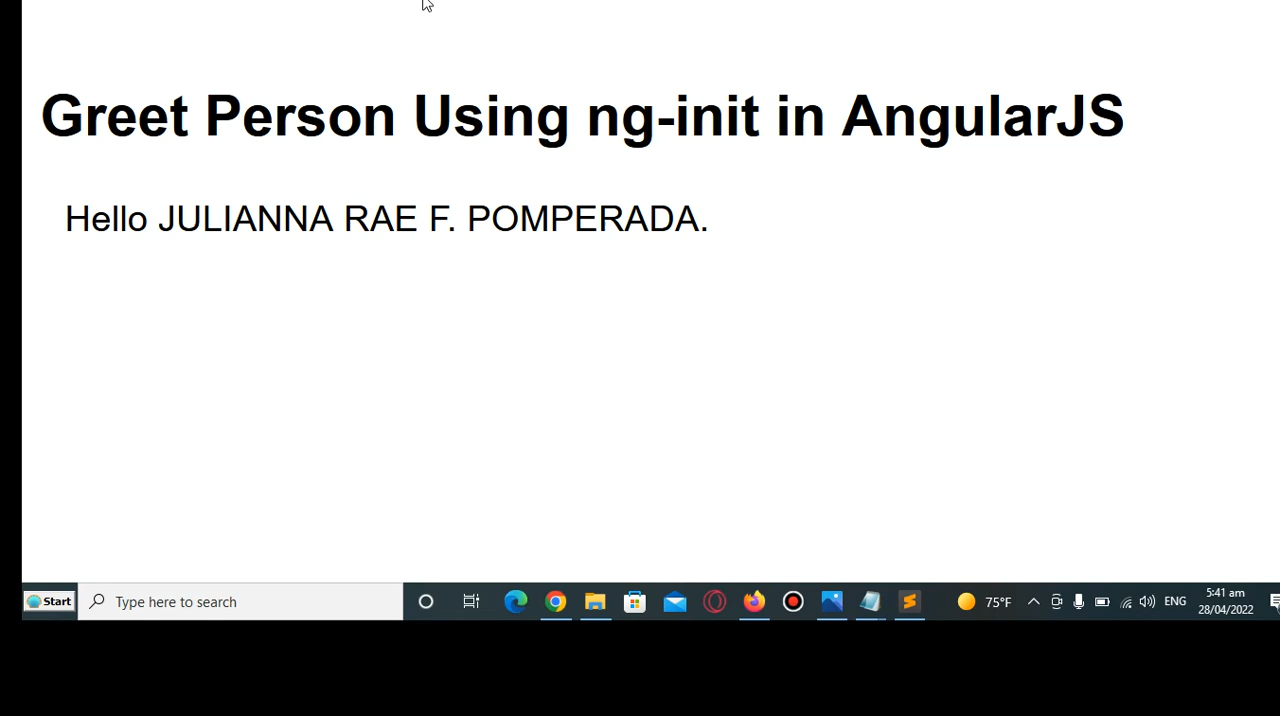 Greet Person Using ng-init in AngularJS
Hello JULIANNA RAE F. POMPERADA.
Start Type here to search 75°F ENG 5:41 am
28/04/2022